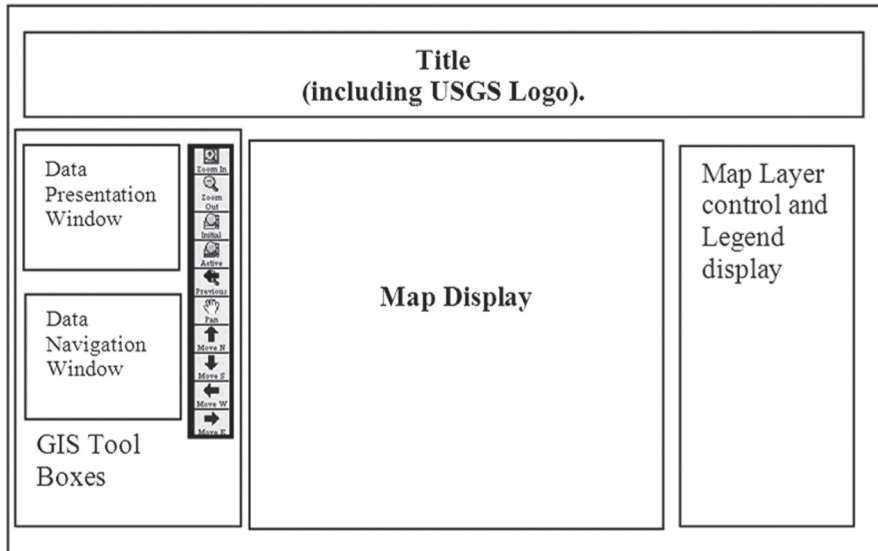 Title
(including USGS Logo).
Data
Presentation
Window
Data
Navigation
Window
GIS Tool
Boxes
Zoom In
Zoom
Out
Initial
Active
Previous
Pan
Move N
Move S
Move W
Move E
Map Display
Map Layer
control and
Legend
display